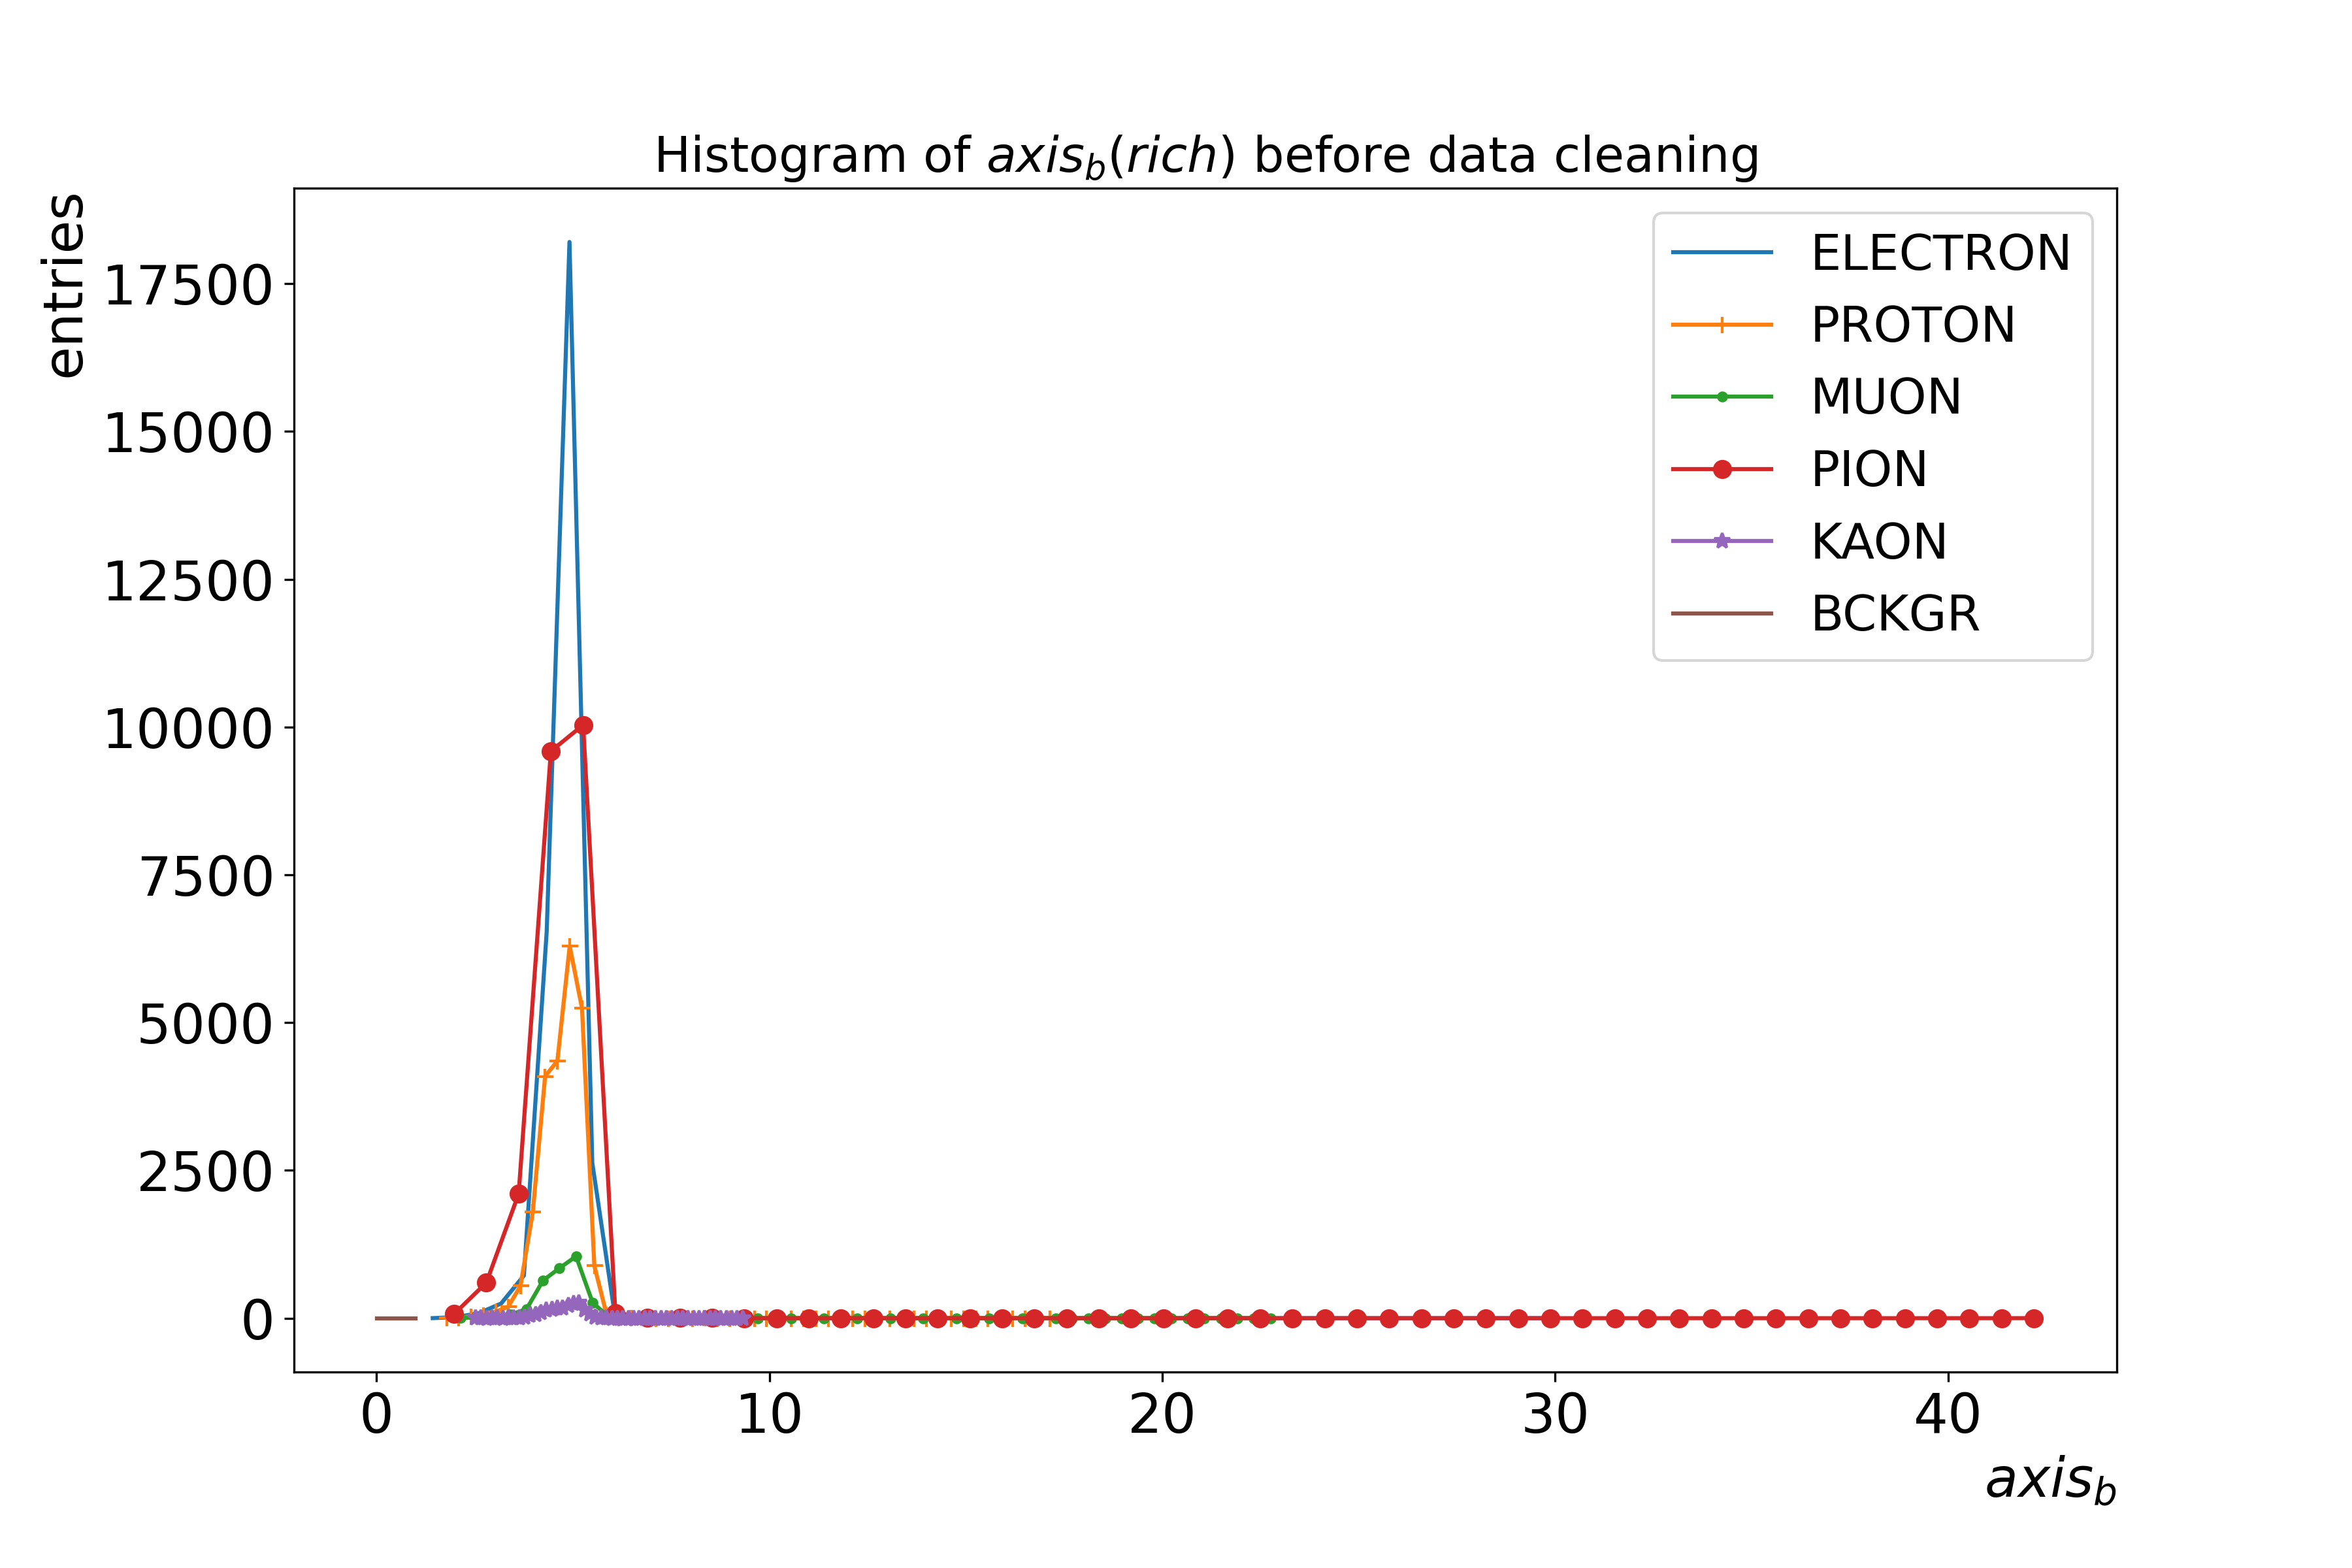 Histogram of axis_b(rich) before data cleaning
entries
17500
15000
12500
10000
7500
5000
2500
0
ELECTRON
PROTON
MUON
PION
KAON
BCKGR
0 10 20 30 40
axis_b